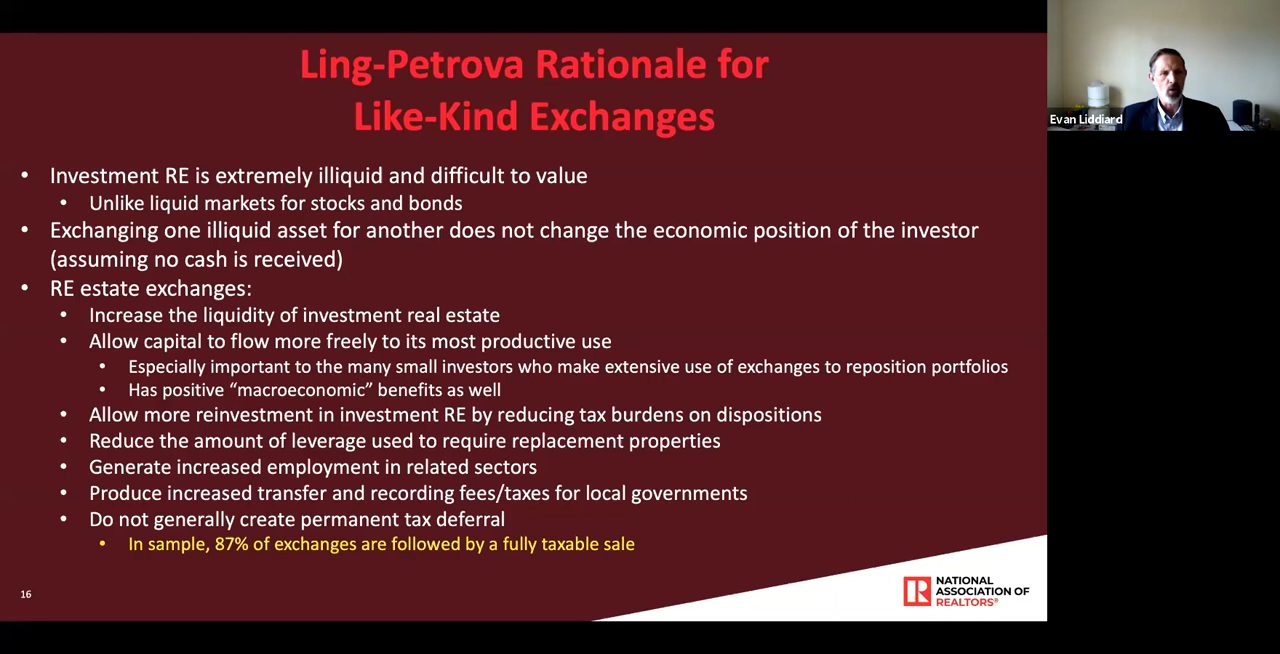 Ling-Petrova Rationale for
Like-Kind Exchanges
Evan Liddiard
• Investment RE is extremely illiquid and difficult to value
• Unlike liquid markets for stocks and bonds
• Exchanging one illiquid asset for another does not change the economic position of the investor
(assuming no cash is received)
• RE estate exchanges:
• Increase the liquidity of investment real estate
• Allow capital to flow more freely to its most productive use
• Especially important to the many small investors who make extensive use of exchanges to reposition portfolios
• Has positive “macroeconomic” benefits as well
• Allow more reinvestment in investment RE by reducing tax burdens on dispositions
• Reduce the amount of leverage used to require replacement properties
• Generate increased employment in related sectors
• Produce increased transfer and recording fees/taxes for local governments
• Do not generally create permanent tax deferral
• In sample, 87% of exchanges are followed by a fully taxable sale
16
R
NATIONAL
ASSOCIATION OF
REALTORS®